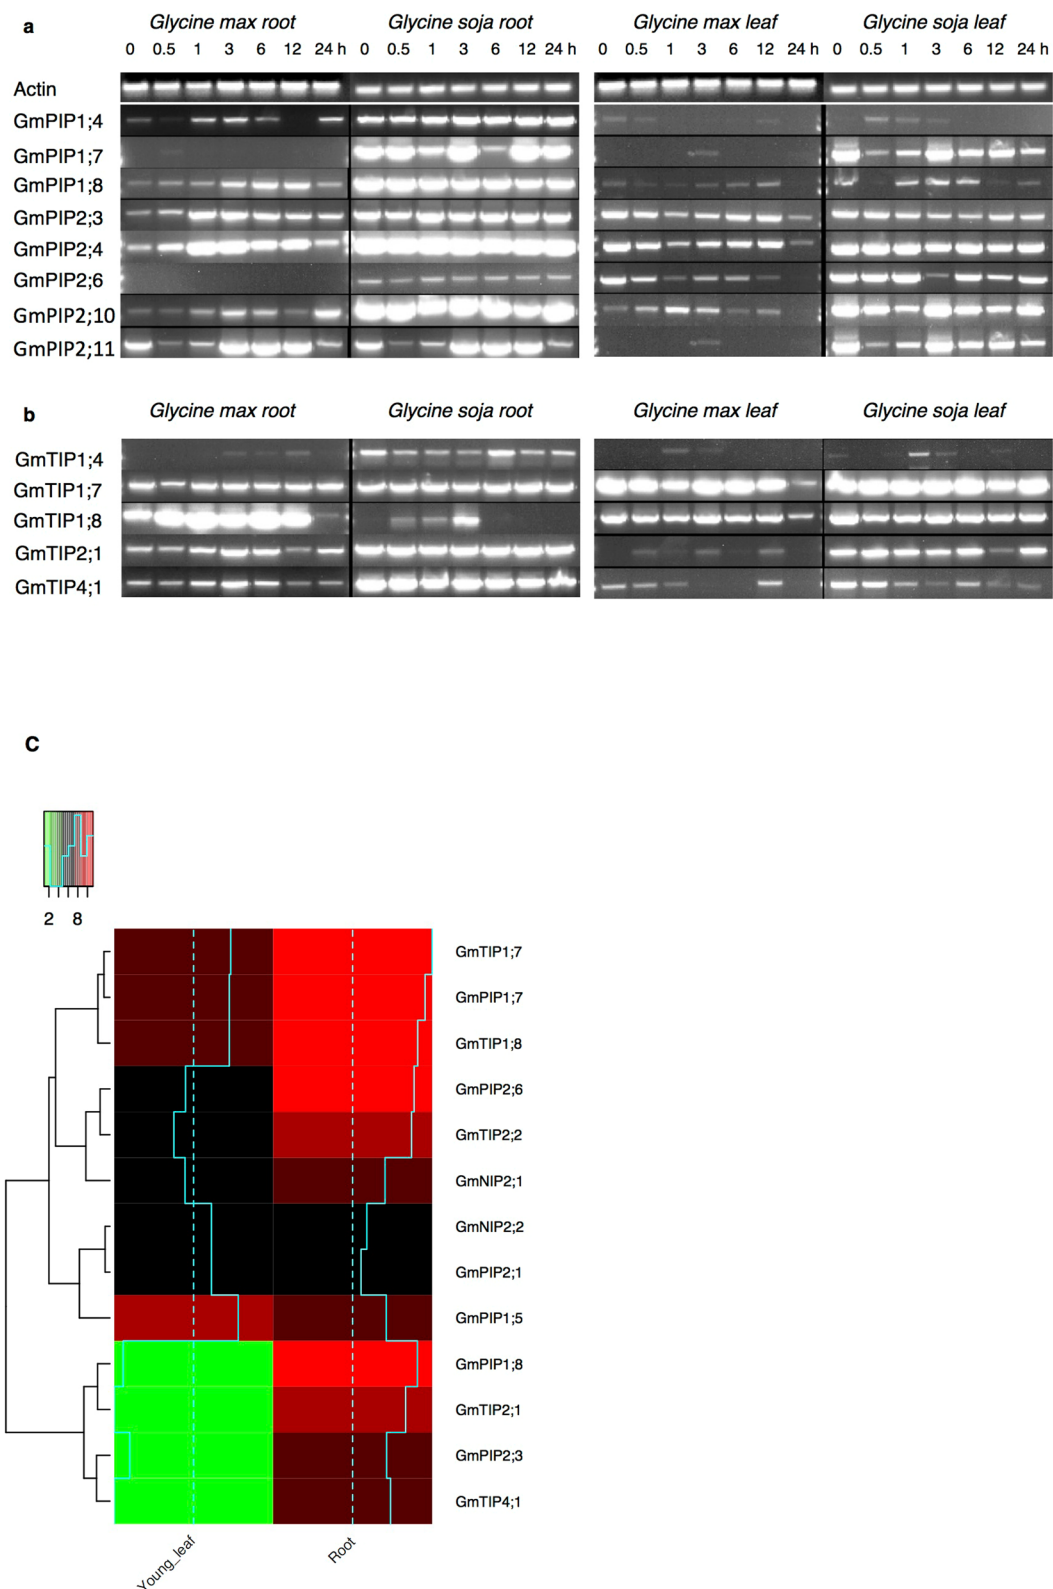 a
Glycine max root Glycine soja root Glycine max leaf Glycine soja leaf
0 0.5 1 3 6 12 24 h 0 0.5 1 3 6 12 24 h 0 0.5 1 3 6 12 24 h 0 0.5 1 3 6 12 24 h
Actin
GmPIP1;4
GmPIP1;7
GmPIP1;8
GmPIP2;3
GmPIP2;4
GmPIP2;6
GmPIP2;10
GmPIP2;11
b
Glycine max root Glycine soja root Glycine max leaf Glycine soja leaf
GmTIP1;4
GmTIP1;7
GmTIP1;8
GmTIP2;1
GmTIP4;1
C
2 8
GmTIP1;7
GmPIP1;7
GmTIP1;8
GmPIP2;6
GmTIP2;2
GmNIP2;1
GmNIP2;2
GmPIP2;1
GmPIP1;5
GmPIP1;8
GmTIP2;1
GmPIP2;3
GmTIP4;1
Young_leaf Root